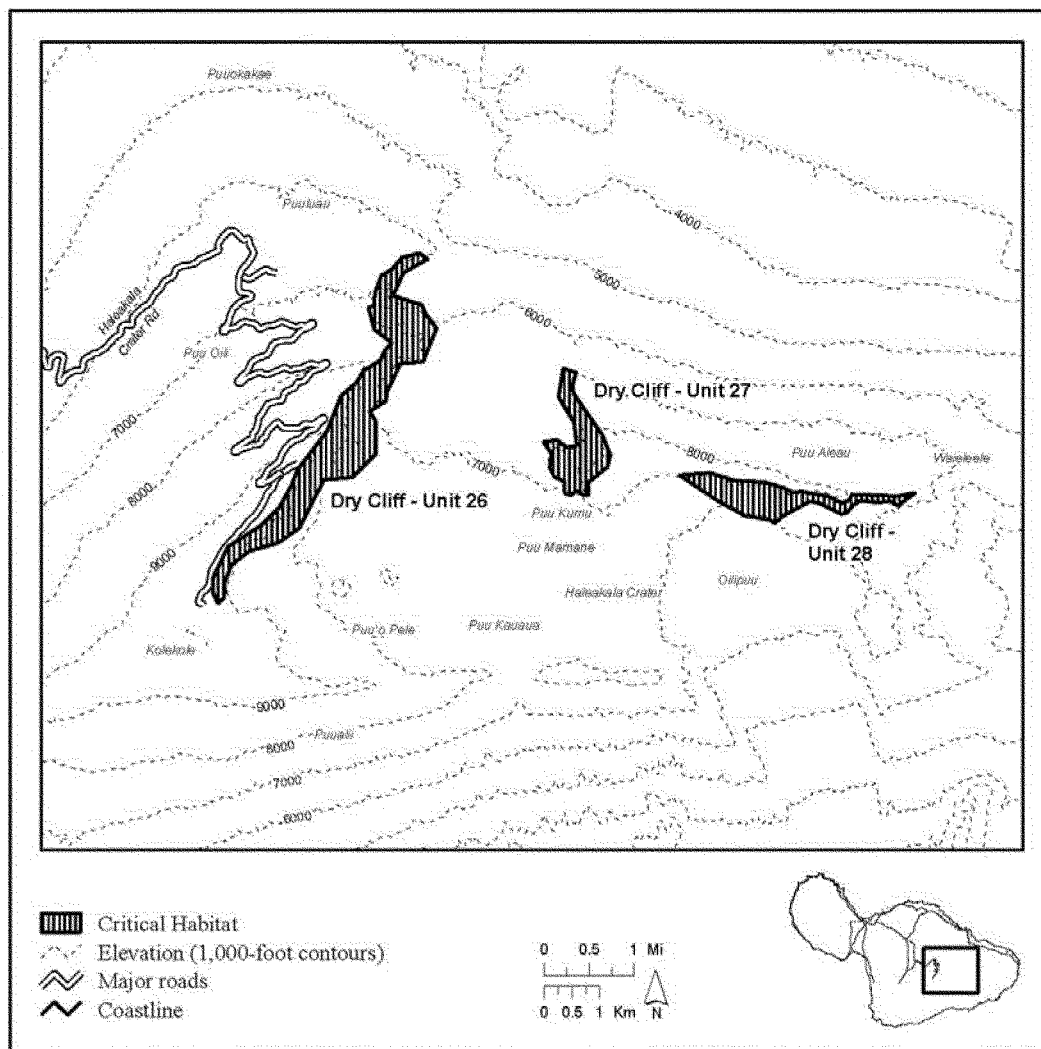 Puuokakae
Puuluau
4000
5000
6000
Haleakala
Crater Rd
Puu Oili
7000
Dry Cliff - Unit 27
8000
Puu Aleau
Waieleele
7000
8000
Dry Cliff - Unit 26
Puu Kumu
Dry Cliff -
Unit 28
9000
Puu Mamane
Haleakala Crater
Oilipuu
Puu'o Pele
Puu Kauaua
Kolekole
9000
8000
Puualii
7000
6000
Critical Habitat
Elevation (1,000-foot contours)
Major roads
Coastline
0 0.5 1 Mi
0 0.5 1 Km
N